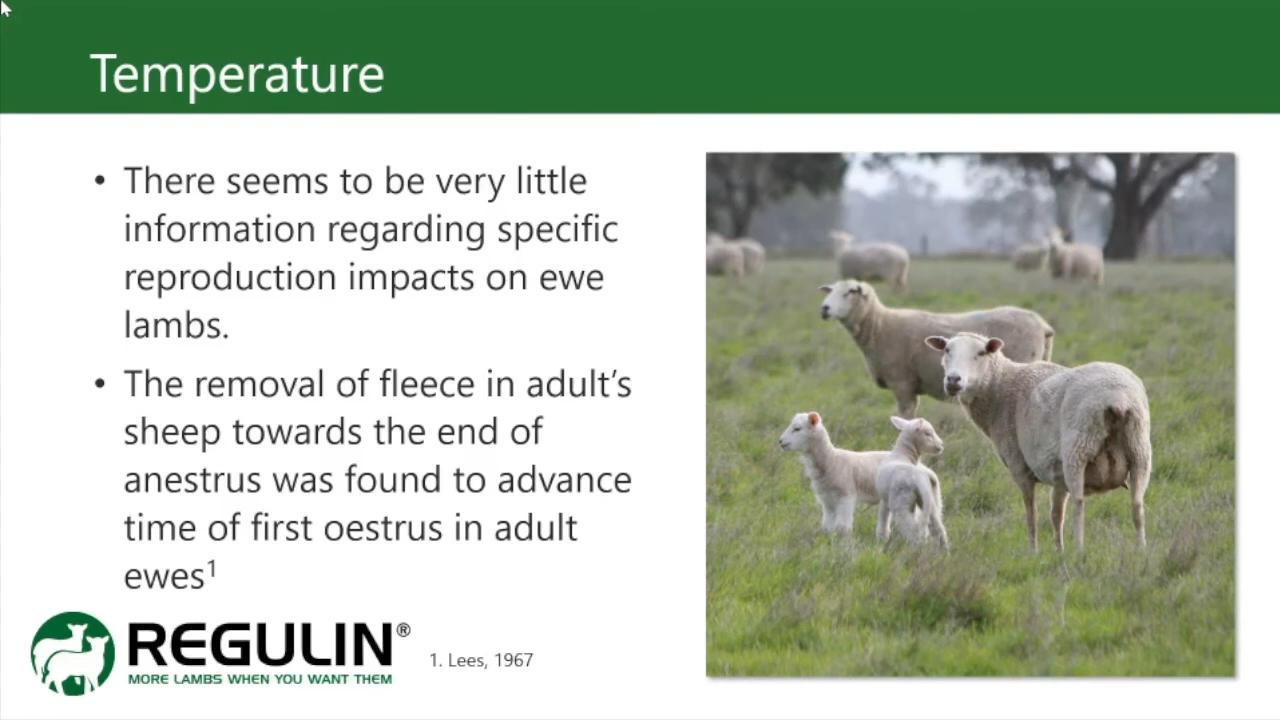 Temperature
• There seems to be very little
information regarding specific
reproduction impacts on ewe
lambs.
• The removal of fleece in adult’s
sheep towards the end of
anestrus was found to advance
time of first oestrus in adult
ewes¹
REGULIN®
MORE LAMBS WHEN YOU WANT THEM
1. Lees, 1967